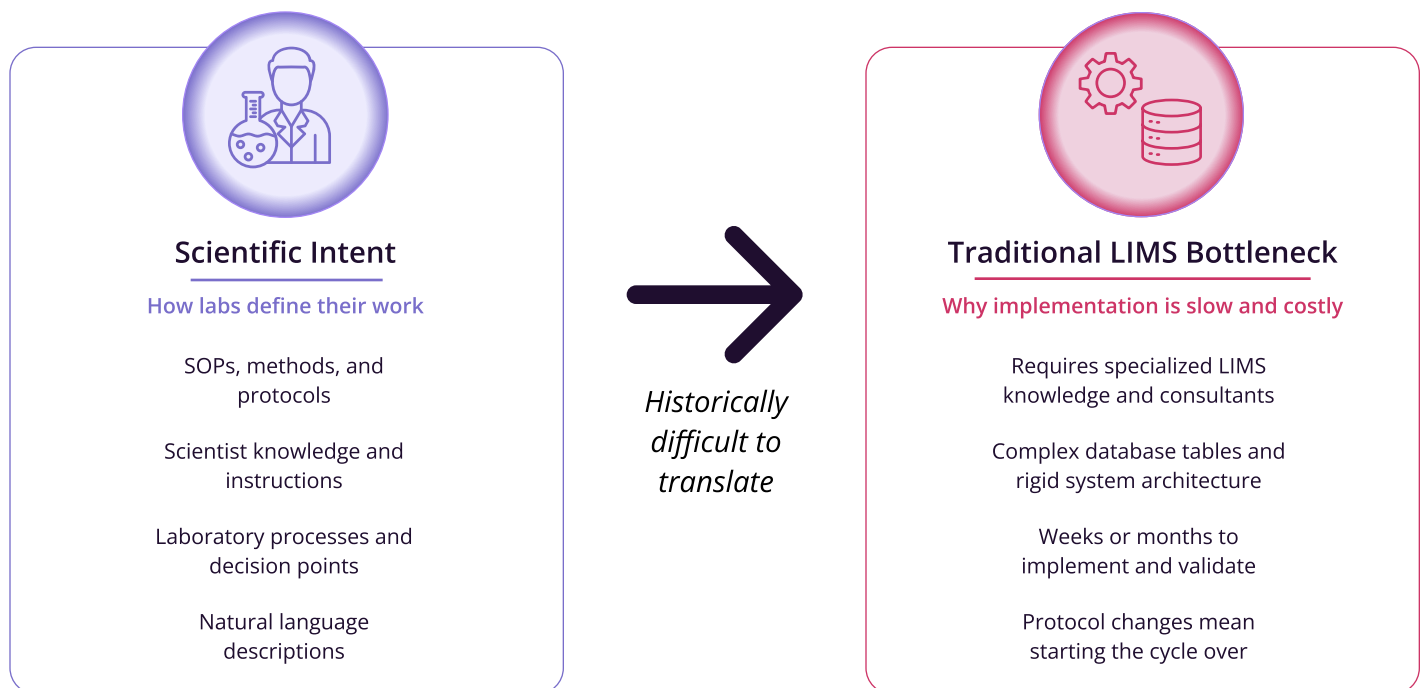 Scientific Intent
How labs define their work
SOPs, methods, and
protocols
Scientist knowledge and
instructions
Laboratory processes and
decision points
Natural language
descriptions
Historically
difficult to
translate
Traditional LIMS Bottleneck
Why implementation is slow and costly
Requires specialized LIMS
knowledge and consultants
Complex database tables and
rigid system architecture
Weeks or months to
implement and validate
Protocol changes mean
starting the cycle over